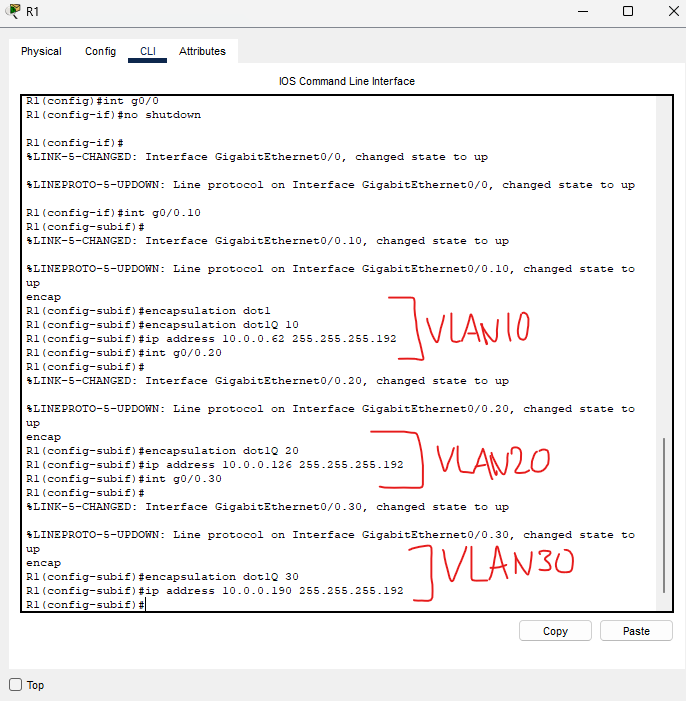 R1
Physical Config CLI Attributes
IOS Command Line Interface
R1(config)#int g0/0
R1(config-if)#no shutdown
R1(config-if)#
%LINK-5-CHANGED: Interface GigabitEthernet0/0, changed state to up
%LINEPROTO-5-UPDOWN: Line protocol on Interface GigabitEthernet0/0, changed state to up
R1(config-if)#int g0/0.10
R1(config-subif)#
%LINK-5-CHANGED: Interface GigabitEthernet0/0.10, changed state to up
%LINEPROTO-5-UPDOWN: Line protocol on Interface GigabitEthernet0/0.10, changed state to
up
encap
R1(config-subif)#encapsulation dot1
R1(config-subif)#encapsulation dot1Q 10
R1(config-subif)#ip address 10.0.0.62 255.255.255.192
VLAN10
R1(config-subif)#int g0/0.20
R1(config-subif)#
%LINK-5-CHANGED: Interface GigabitEthernet0/0.20, changed state to up
%LINEPROTO-5-UPDOWN: Line protocol on Interface GigabitEthernet0/0.20, changed state to
up
encap
R1(config-subif)#encapsulation dot1Q 20
R1(config-subif)#ip address 10.0.0.126 255.255.255.192
VLAN20
R1(config-subif)#int g0/0.30
R1(config-subif)#
%LINK-5-CHANGED: Interface GigabitEthernet0/0.30, changed state to up
%LINEPROTO-5-UPDOWN: Line protocol on Interface GigabitEthernet0/0.30, changed state to
up
encap
VLAN30
R1(config-subif)#encapsulation dot1Q 30
R1(config-subif)#ip address 10.0.0.190 255.255.255.192
R1(config-subif)#
Copy Paste
Top